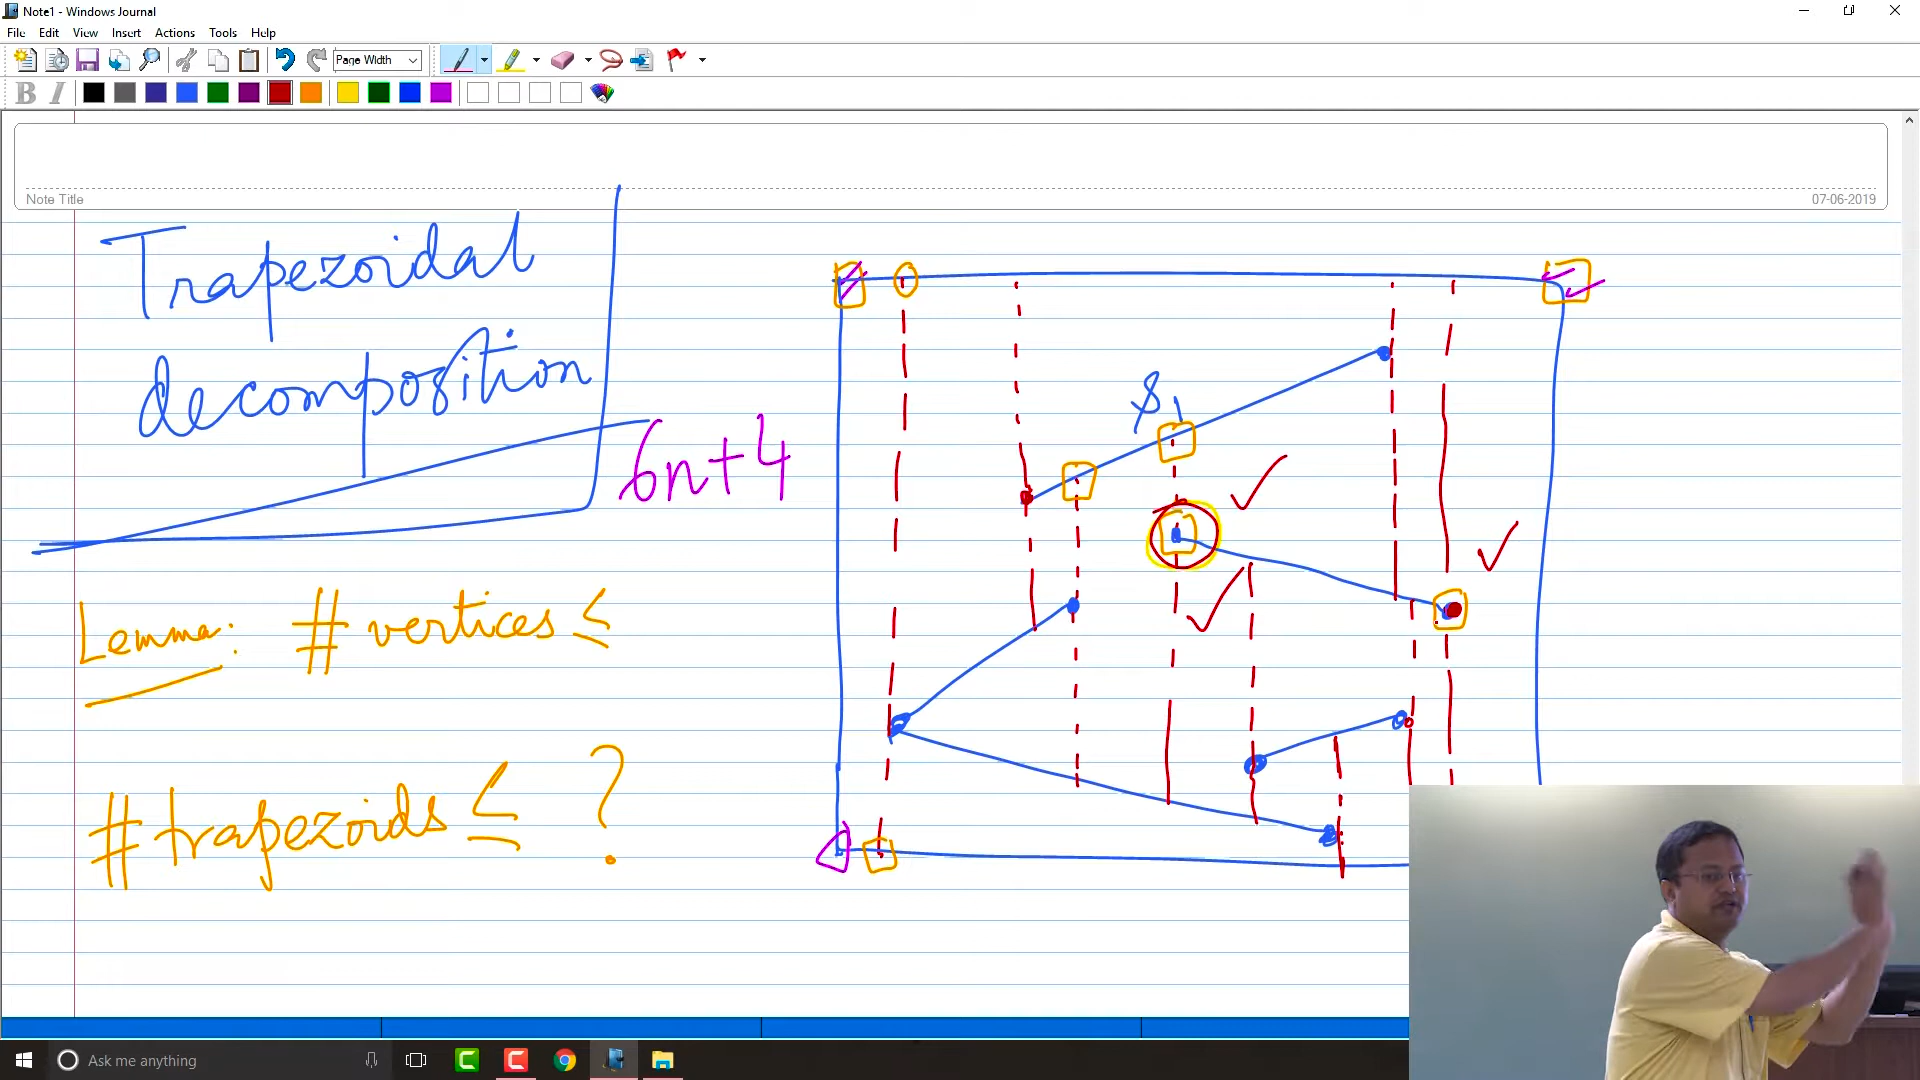 Note1 - Windows Journal
File Edit View Insert Actions Tools Help
Page Width
B I
Note Title
07-06-2019
Trapezoidal
decomposition
6n+4
S1
Lemma: # vertices ≤
# trapezoids ≤ ?
Ask me anything